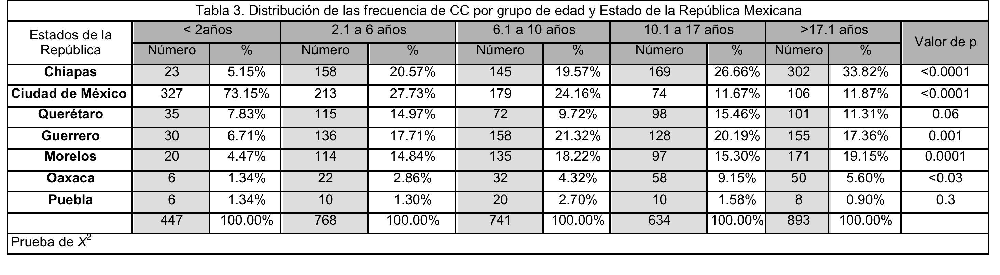 Tabla 3. Distribución de las frecuencia de CC por grupo de edad y Estado de la República Mexicana
Estados de la República < 2años 2.1 a 6 años 6.1 a 10 años 10.1 a 17 años >17.1 años Valor de p
Número % Número % Número % Número % Número %
Chiapas 23 5.15% 158 20.57% 145 19.57% 169 26.66% 302 33.82% <0.0001
Ciudad de México 327 73.15% 213 27.73% 179 24.16% 74 11.67% 106 11.87% <0.0001
Querétaro 35 7.83% 115 14.97% 72 9.72% 98 15.46% 101 11.31% 0.06
Guerrero 30 6.71% 136 17.71% 158 21.32% 128 20.19% 155 17.36% 0.001
Morelos 20 4.47% 114 14.84% 135 18.22% 97 15.30% 171 19.15% 0.0001
Oaxaca 6 1.34% 22 2.86% 32 4.32% 58 9.15% 50 5.60% <0.03
Puebla 6 1.34% 10 1.30% 20 2.70% 10 1.58% 8 0.90% 0.3
447 100.00% 768 100.00% 741 100.00% 634 100.00% 893 100.00%
Prueba de X²